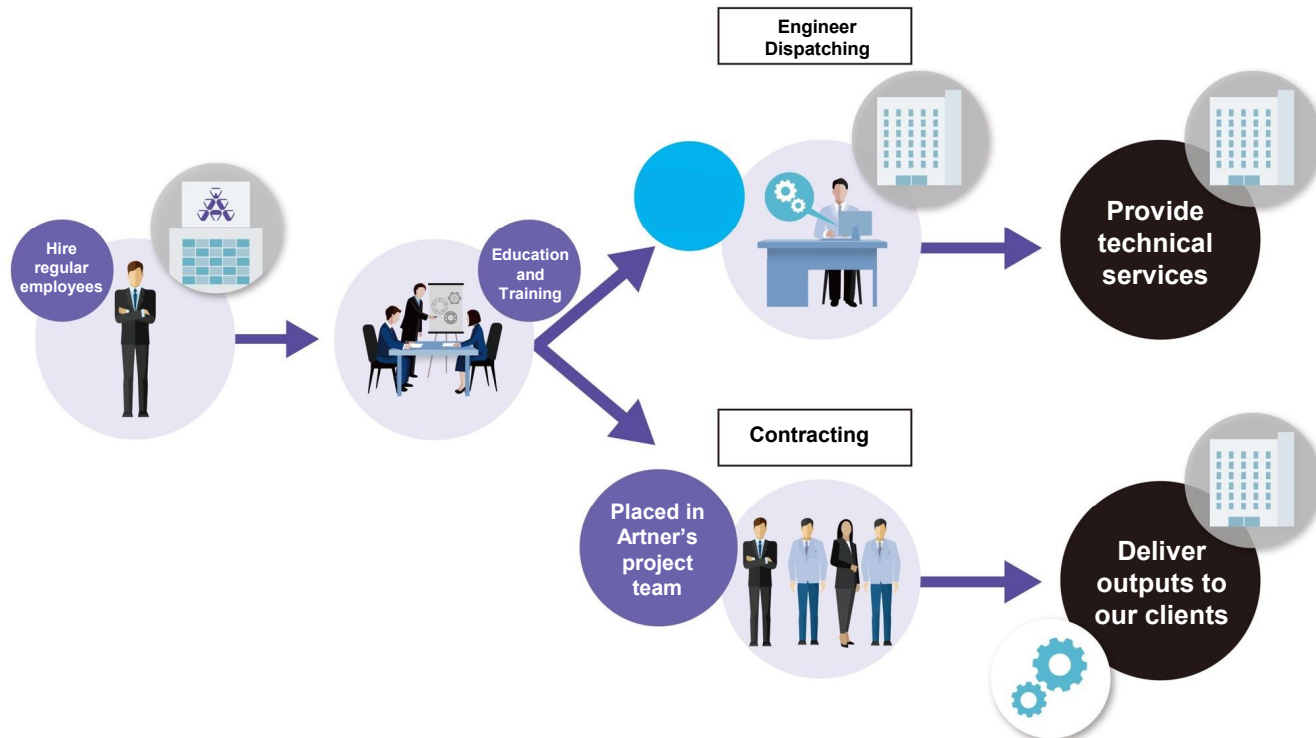 Engineer
Dispatching
Hire
regular
employees
Education
and
Training
Provide
technical
services
Contracting
Placed in
Artner’s
project
team
Deliver
outputs to
our clients